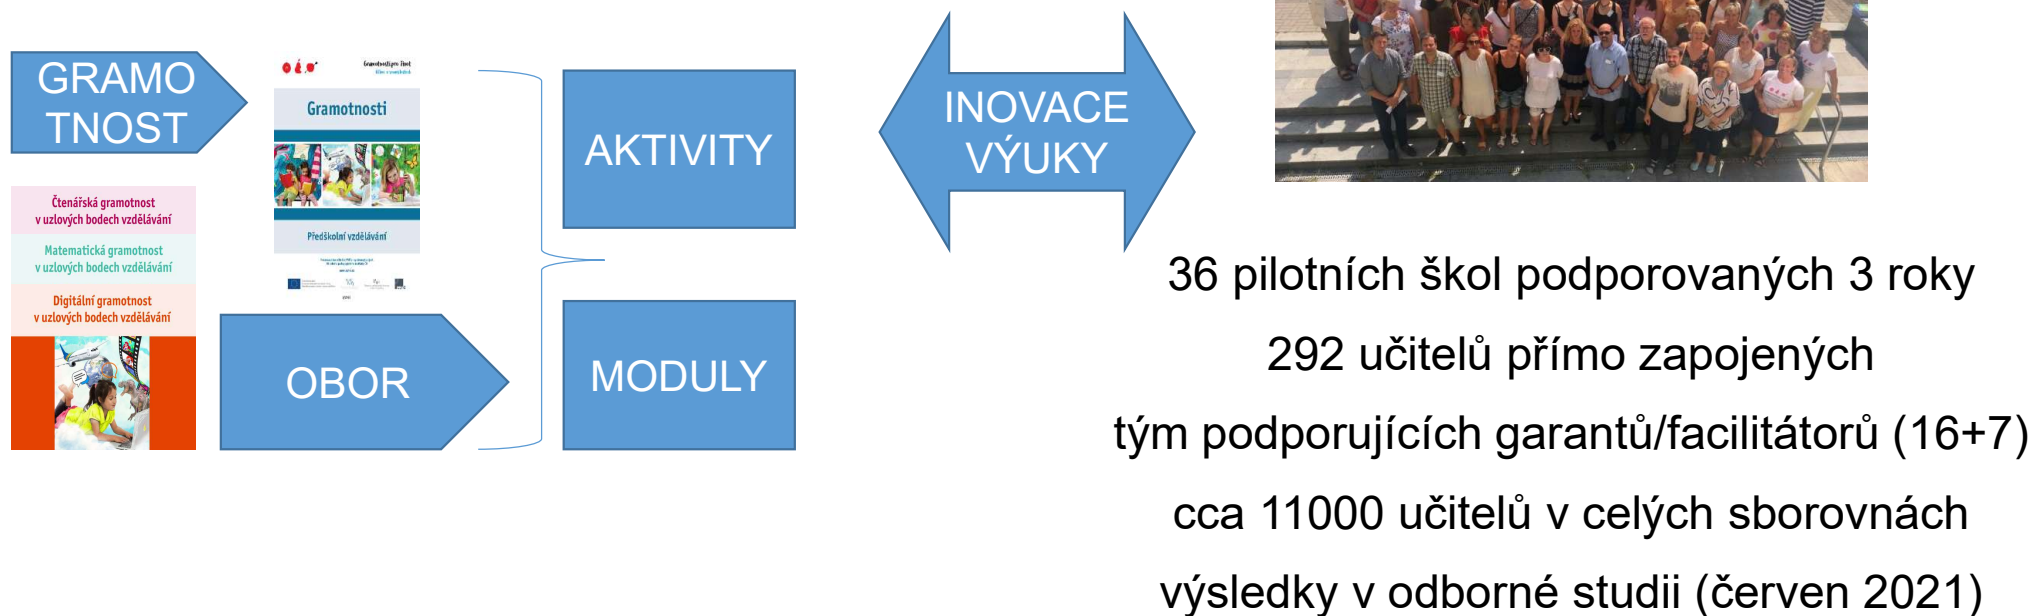 GRAMO
TNOST
Gramotnosti
Předškolní vzdělávání
Čtenářská gramotnost
v uzlových bodech vzdělávání
Matematická gramotnost
v uzlových bodech vzdělávání
Digitální gramotnost
v uzlových bodech vzdělávání
OBOR
AKTIVITY
MODULY
INOVACE
VÝUKY
36 pilotních škol podporovaných 3 roky
292 učitelů přímo zapojených
tým podporujících garantů/facilitátorů (16+7)
cca 11000 učitelů v celých sborovnách
výsledky v odborné studii (červen 2021)